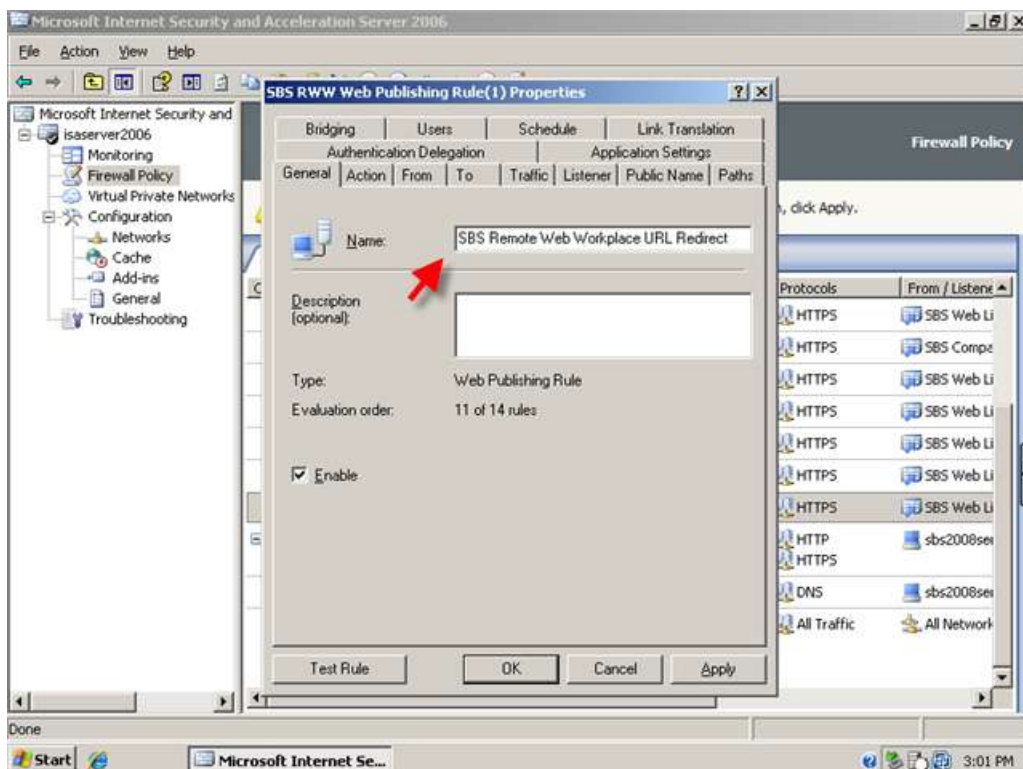 Microsoft Internet Security and Acceleration Server 2006
File Action View Help
Microsoft Internet Security and
isaserver2006
Monitoring
Firewall Policy
Virtual Private Networks
Configuration
Networks
Cache
Add-ins
General
Troubleshooting
SBS RWW Web Publishing Rule(1) Properties
Bridging Users Schedule Link Translation
Authentication Delegation Application Settings
General Action From To Traffic Listener Public Name Paths
Name: SBS Remote Web Workplace URL Redirect
Description
(optional):
Type: Web Publishing Rule
Evaluation order: 11 of 14 rules
Enable
Test Rule OK Cancel Apply
Firewall Policy
, click Apply.
Protocols From / Listene
HTTPS SBS Web Li
HTTPS SBS Compa
HTTPS SBS Web Li
HTTPS SBS Web Li
HTTPS SBS Web Li
HTTPS SBS Web Li
HTTPS SBS Web Li
HTTP sbs2008ser
HTTPS
DNS sbs2008ser
All Traffic All Network
Done
Start Microsoft Internet Se... 3:01 PM